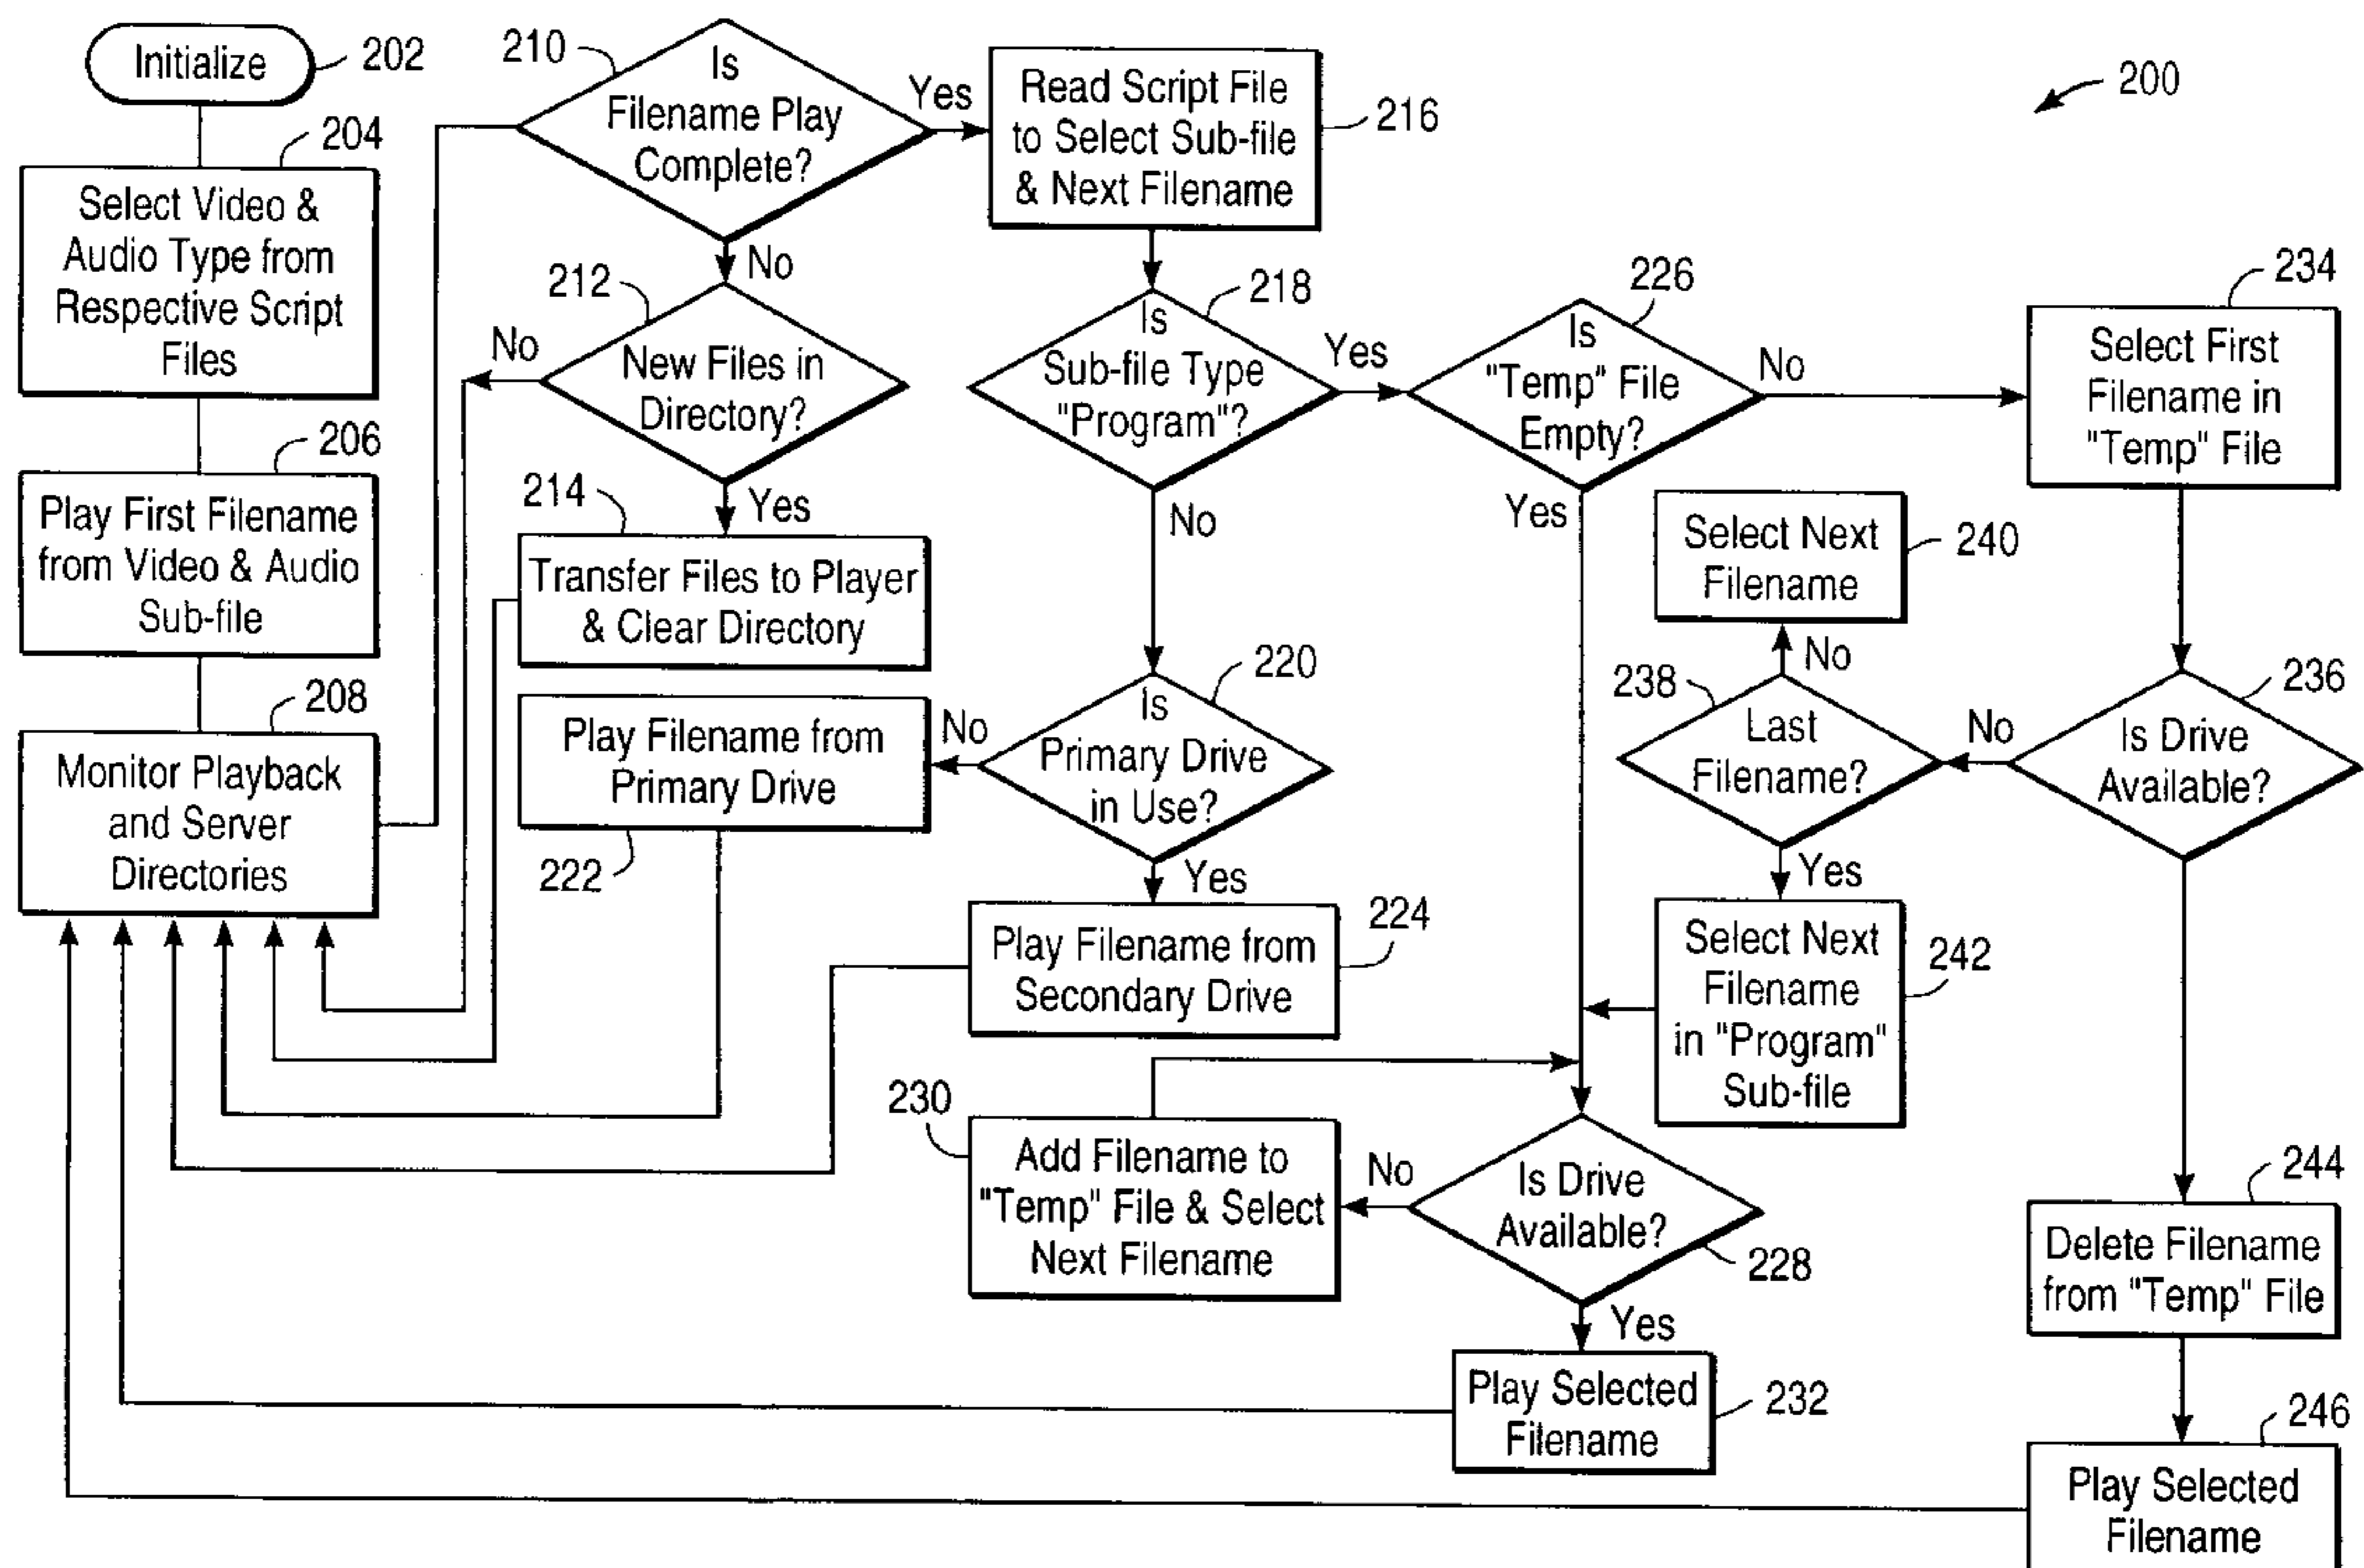 Initialize
202
204
Select Video &
Audio Type from
Respective Script
Files
206
Play First Filename
from Video & Audio
Sub-file
208
Monitor Playback
and Server
Directories
210
Is
Filename Play
Complete?
Yes
No
212
New Files in
Directory?
No
Yes
214
Transfer Files to Player
& Clear Directory
Play Filename from
Primary Drive
222
Read Script File
to Select Sub-file
& Next Filename
216
200
218
Is
Sub-file Type
"Program"?
Yes
No
220
Is
Primary Drive
in Use?
No
Yes
224
Play Filename from
Secondary Drive
230
Add Filename to
"Temp" File & Select
Next Filename
226
Is
"Temp" File
Empty?
No
Yes
234
Select First
Filename in
"Temp" File
Select Next
Filename
240
No
238
Last
Filename?
No
236
Is Drive
Available?
Yes
Select Next
Filename
in "Program"
Sub-file
242
No
Is Drive
Available?
228
Yes
Play Selected
Filename
232
244
Delete Filename
from "Temp" File
246
Play Selected
Filename